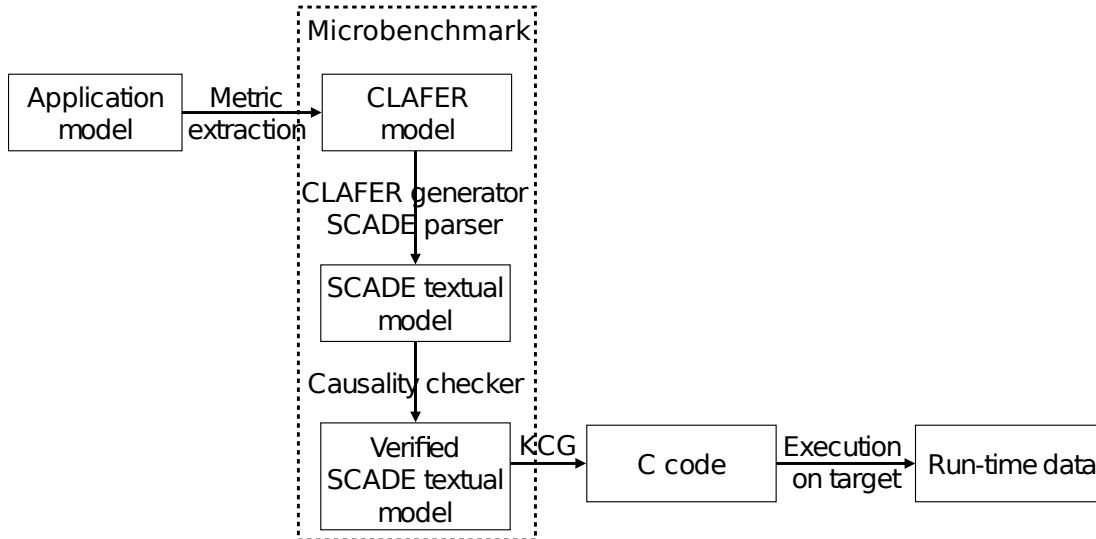 Microbenchmark
Application
model
Metric
extraction
CLAFER
model
CLAFER generator
SCADE parser
SCADE textual
model
Causality checker
Verified
SCADE textual
model
KCG
C code
Execution
on target
Run-time data